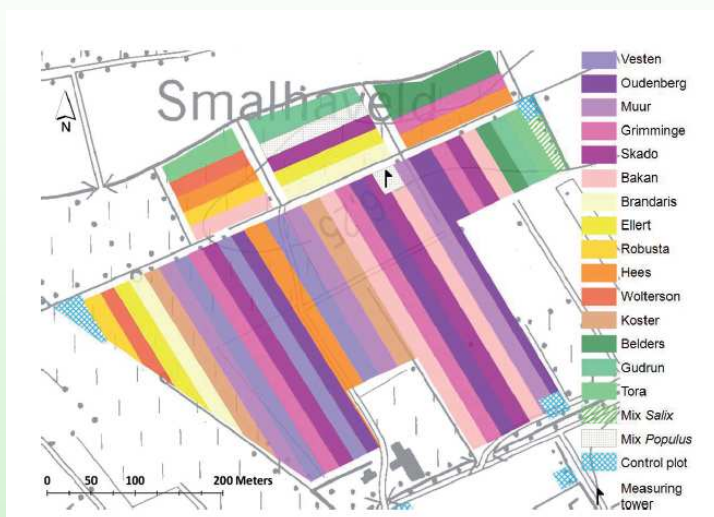 Smalhaveld
N
Vesten
Oudenberg
Muur
Grimminge
Skado
Bakan
Brandaris
Ellert
Robusta
Hees
Wolterson
Koster
Belders
Gudrun
Tora
Mix Salix
Mix Populus
Control plot
Measuring
tower
0 50 100 200 Meters